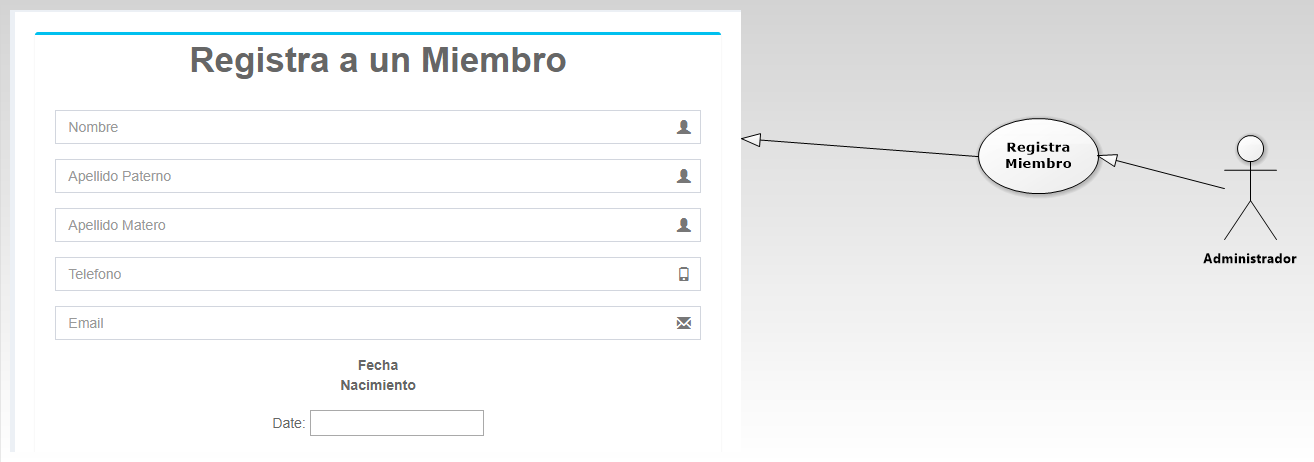 Registra a un Miembro
Nombre
Apellido Paterno
Apellido Matero
Telefono
Email
Fecha
Nacimiento
Date:
Registra
Miembro
Administrador